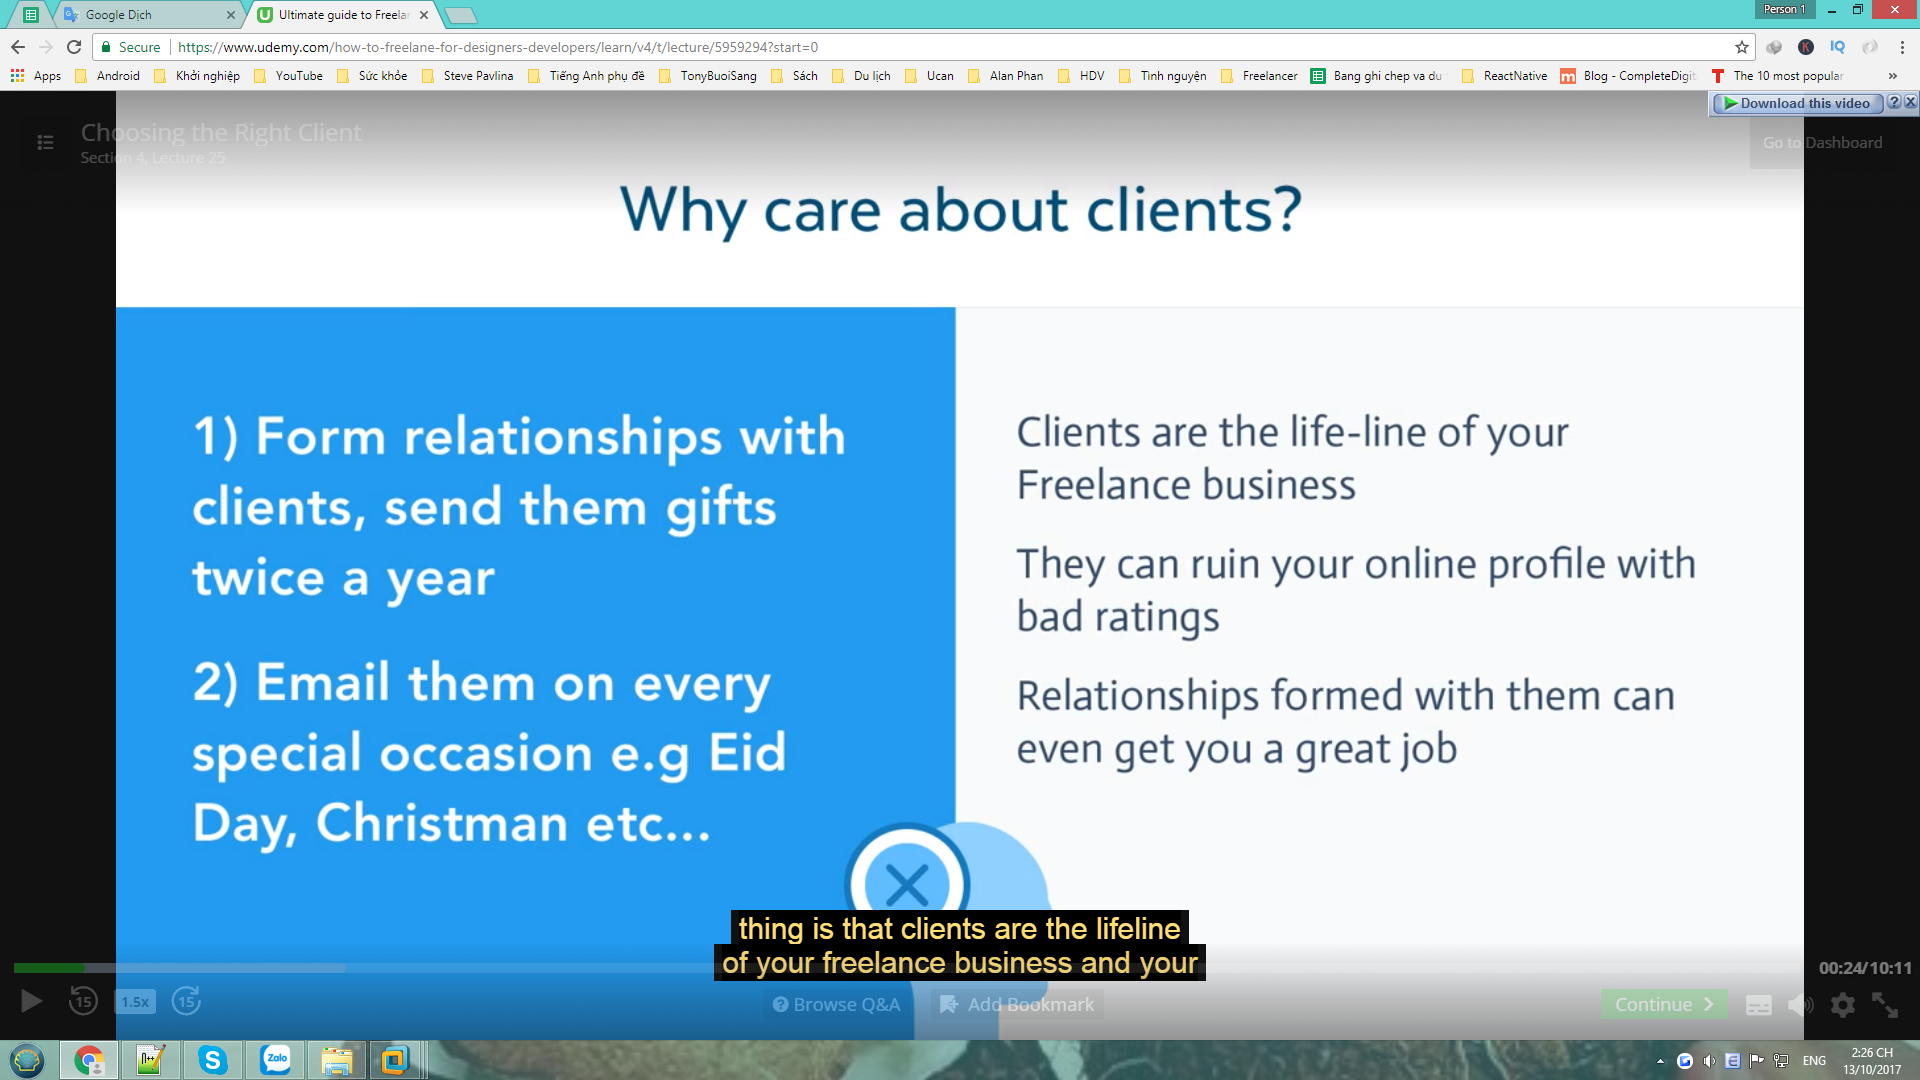 Google Dịch
Ultimate guide to Freelan
Person 1
Secure
https://www.udemy.com/how-to-freelane-for-designers-developers/learn/v4/t/lecture/5959294?start=0
Apps
Android
Khởi nghiệp
YouTube
Sức khỏe
Steve Pavlina
Tiếng Anh phụ đề
TonyBuoiSang
Sách
Du lịch
Ucan
Alan Phan
HDV
Tình nguyện
Freelancer
Bang ghi chep va du
ReactNative
Blog - CompleteDigit
The 10 most popular
»
Download this video
Choosing the Right Client
Section 4, Lecture 25
Go to Dashboard
Why care about clients?
1) Form relationships with
clients, send them gifts
twice a year
2) Email them on every
special occasion e.g Eid
Day, Christman etc...
Clients are the life-line of your
Freelance business
They can ruin your online profile with
bad ratings
Relationships formed with them can
even get you a great job
thing is that clients are the lifeline
of your freelance business and your
00:24/10:11
15
1.5x
15
Browse Q&A
Add Bookmark
Continue
Zalo
ENG
2:26 CH
13/10/2017